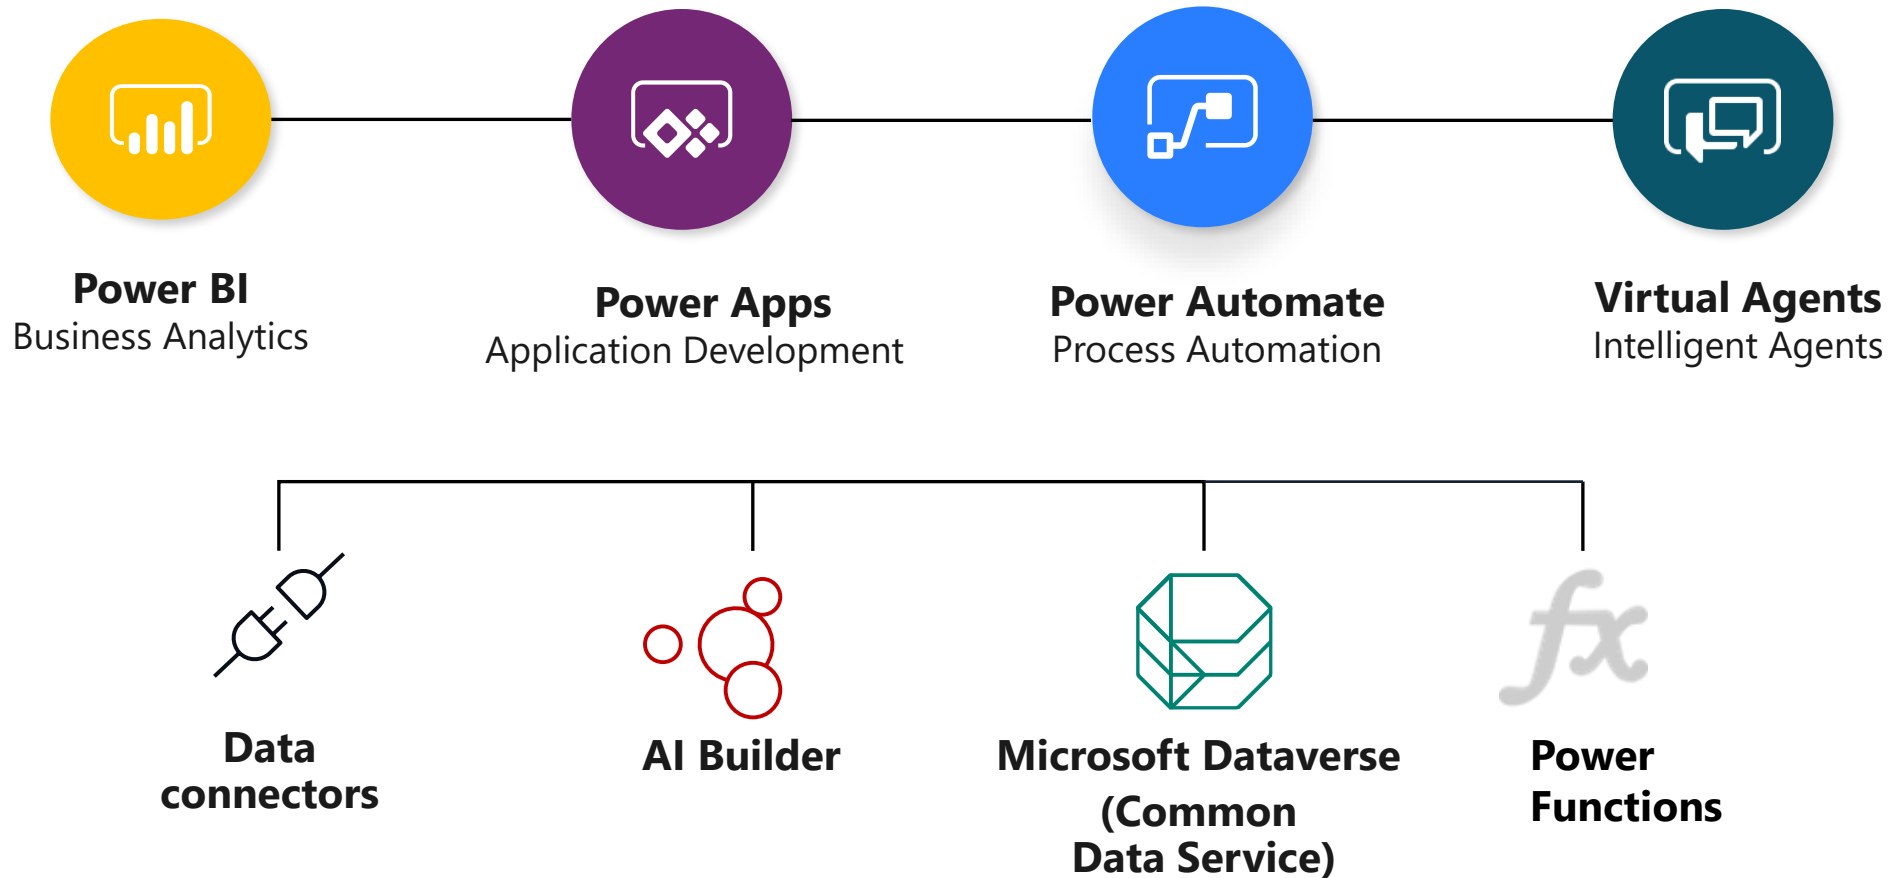 Power BI
Business Analytics
Power Apps
Application Development
Power Automate
Process Automation
Virtual Agents
Intelligent Agents
Data
connectors
AI Builder
Microsoft Dataverse
(Common
Data Service)
fx
Power
Functions